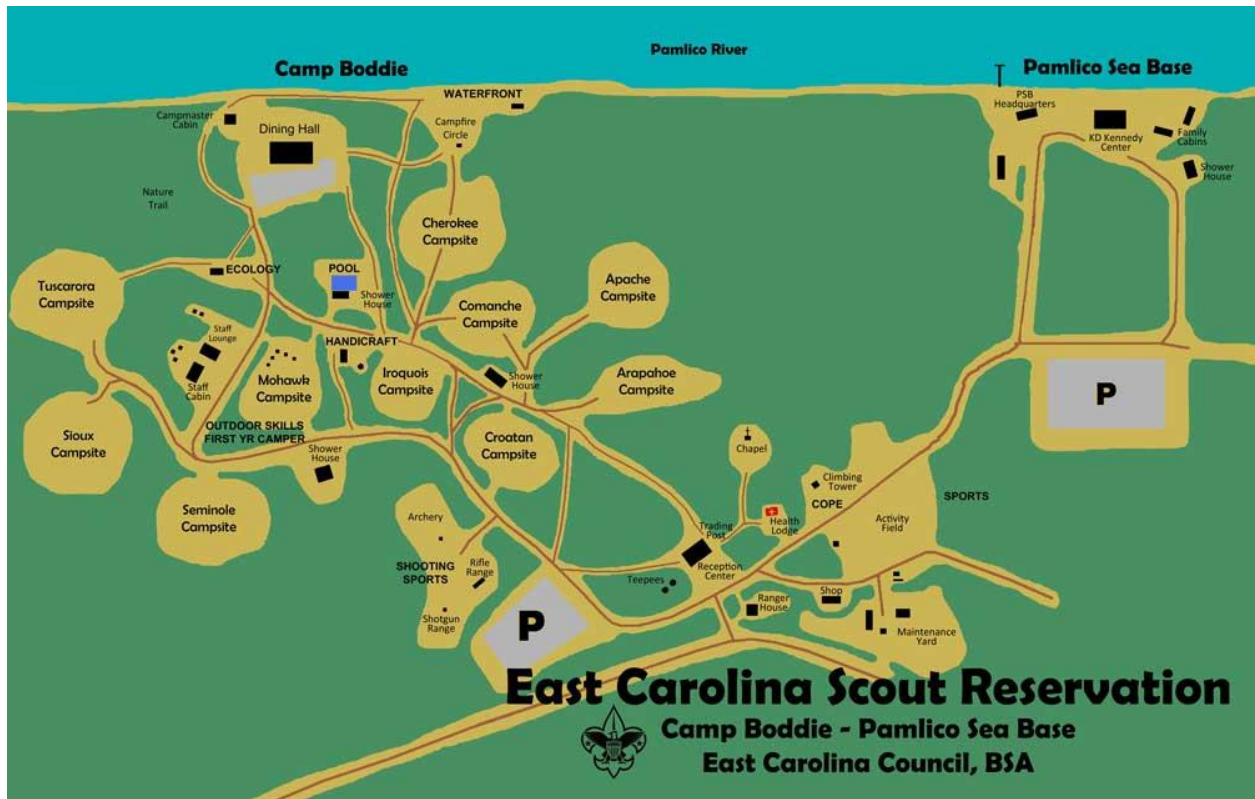 Pamlico River
Camp Boddie
Pamlico Sea Base
WATERFRONT
PSB
Headquarters
Campmaster
Cabin
Dining Hall
Campfire
Circle
KD Kennedy
Center
Family
Cabins
Shower
House
Nature
Trail
Cherokee
Campsite
ECOLOGY
POOL
Tuscarora
Campsite
Shower
House
Comanche
Campsite
Apache
Campsite
Staff
Lounge
HANDICRAFT
Mohawk
Campsite
Iroquois
Campsite
Shower
House
Arapahoe
Campsite
Staff
Cabin
P
OUTDOOR SKILLS
FIRST YR CAMPER
Sioux
Campsite
Shower
House
Croatan
Campsite
Chapel
Climbing
Tower
SPORTS
COPE
Seminole
Campsite
Archery
Activity
Field
Trading
Post
Health
Lodge
SHOOTING
SPORTS
Rifle
Range
Reception
Center
Teepees
Shotgun
Range
P
Ranger
House
Shop
Maintenance
Yard
East Carolina Scout Reservation
Camp Boddie - Pamlico Sea Base
East Carolina Council, BSA